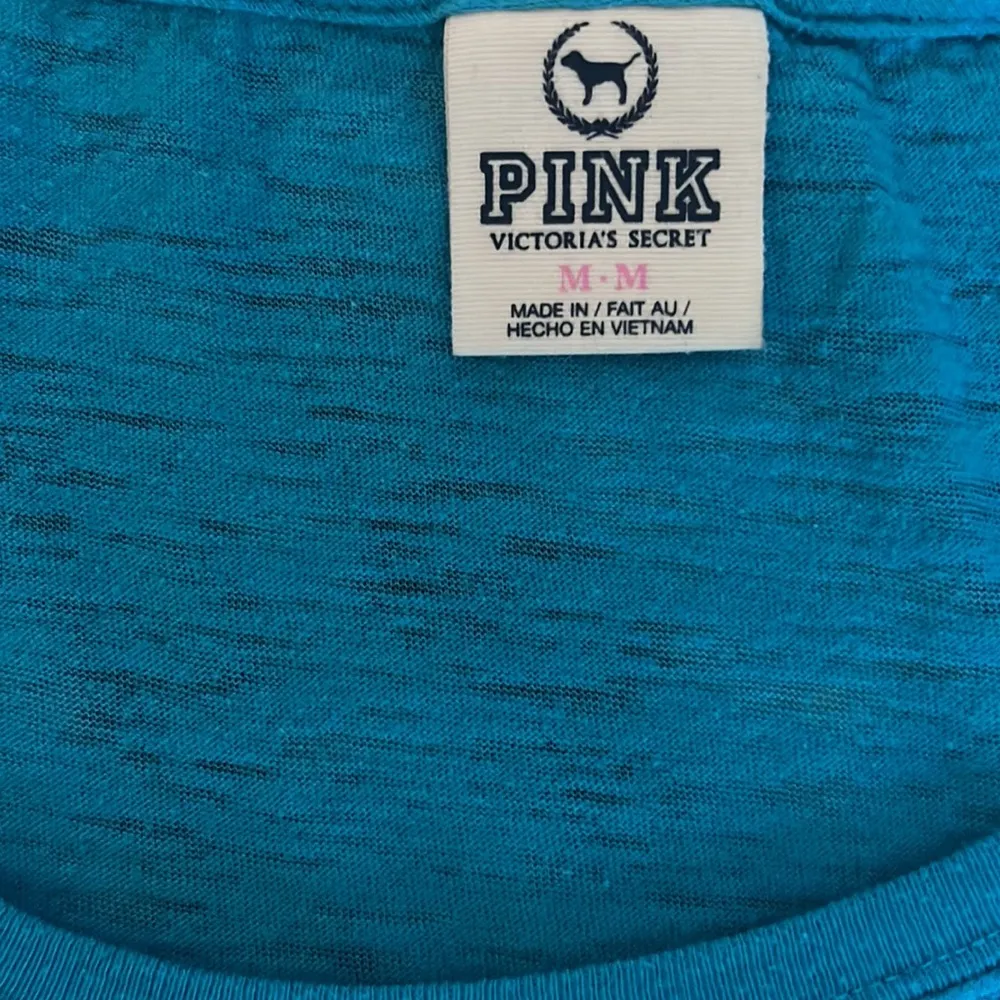 PINK
VICTORIA'S SECRET
M · M
MADE IN / FAIT AU /
HECHO EN VIETNAM